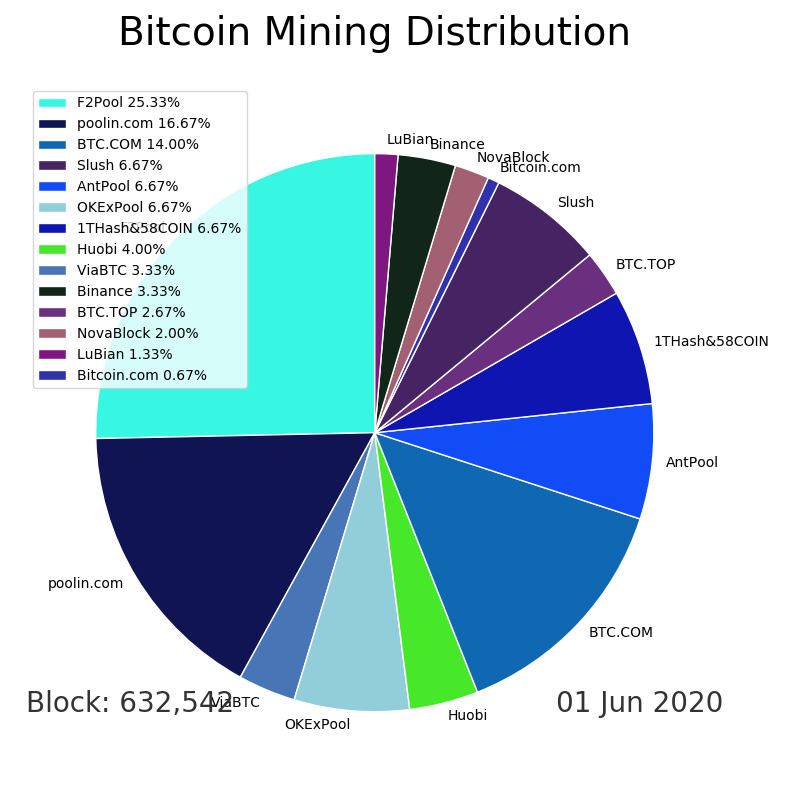 Bitcoin Mining Distribution
F2Pool 25.33%
poolin.com 16.67%
BTC.COM 14.00%
Slush 6.67%
AntPool 6.67%
OKExPool 6.67%
1THash&58COIN 6.67%
Huobi 4.00%
ViaBTC 3.33%
Binance 3.33%
BTC.TOP 2.67%
NovaBlock 2.00%
LuBian 1.33%
Bitcoin.com 0.67%
LuBian
Binance
NovaBlock
Bitcoin.com
Slush
BTC.TOP
1THash&58COIN
AntPool
BTC.COM
Huobi
OKExPool
ViaBTC
poolin.com
Block: 632,542
01 Jun 2020